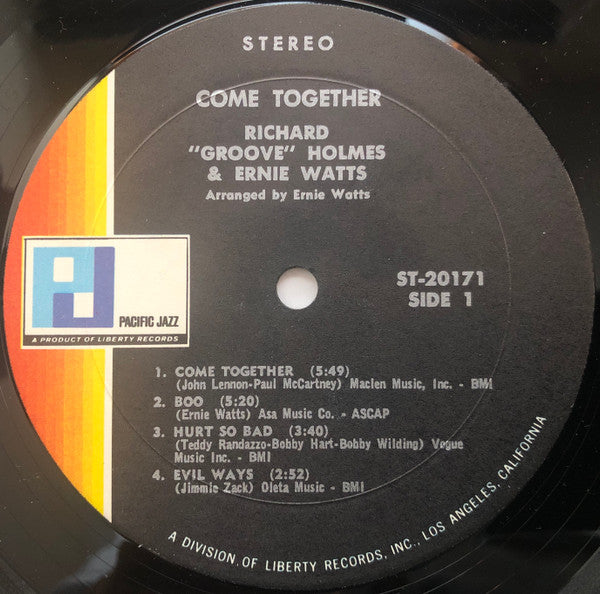 STEREO
COME TOGETHER
RICHARD
"GROOVE" HOLMES
& ERNIE WATTS
Arranged by Ernie Watts
PJ
PACIFIC JAZZ
A PRODUCT OF LIBERTY RECORDS
ST-20171
SIDE 1
1. COME TOGETHER (5:49)
(John Lennon-Paul McCartney) Maclen Music, Inc. - BMI
2. BOO (5:20)
(Ernie Watts) Asa Music Co. - ASCAP
3. HURT SO BAD (3:40)
(Teddy Randazzo-Bobby Hart-Bobby Wilding) Vogue
Music Inc. - BMI
4. EVIL WAYS (2:52)
(Jimmie Zack) Oleta Music - BMI
A DIVISION OF LIBERTY RECORDS, INC., LOS ANGELES, CALIFORNIA